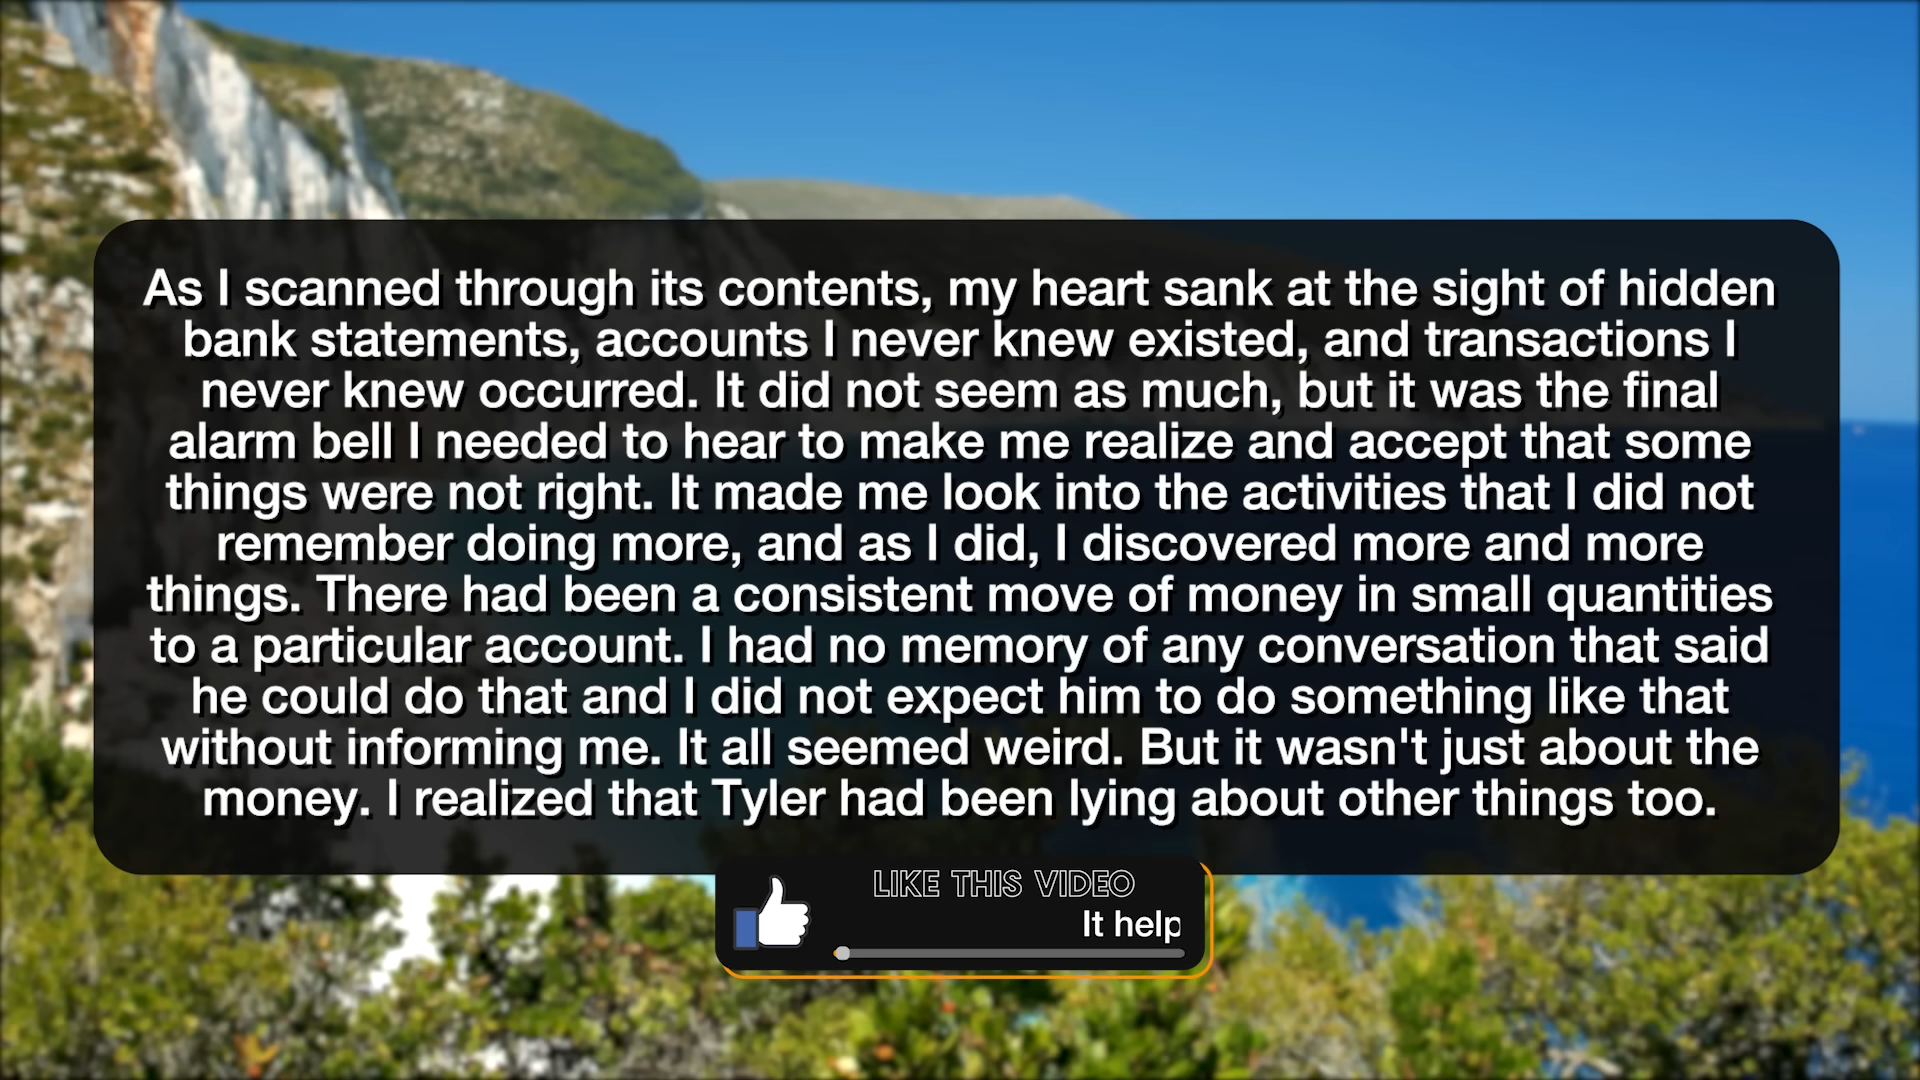 As I scanned through its contents, my heart sank at the sight of hidden
bank statements, accounts I never knew existed, and transactions I
never knew occurred. It did not seem as much, but it was the final
alarm bell I needed to hear to make me realize and accept that some
things were not right. It made me look into the activities that I did not
remember doing more, and as I did, I discovered more and more
things. There had been a consistent move of money in small quantities
to a particular account. I had no memory of any conversation that said
he could do that and I did not expect him to do something like that
without informing me. It all seemed weird. But it wasn't just about the
money. I realized that Tyler had been lying about other things too.
LIKE THIS VIDEO
It help